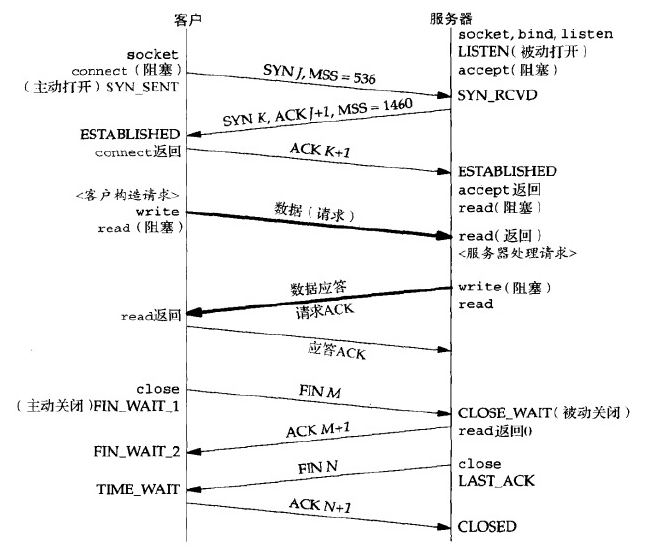 客户
服务器
socket, bind, listen
LISTEN(被动打开)
accept(阻塞)
socket
connect(阻塞)
(主动打开) SYN_SENT
SYN J, MSS = 536
SYN_RCVD
SYN K, ACK J+1, MSS = 1460
ESTABLISHED
connect返回
ACK K+1
ESTABLISHED
accept返回
read(阻塞)
<客户构造请求>
write
read(阻塞)
数据(请求)
read(返回)
<服务器处理请求>
write(阻塞)
read
数据应答
请求ACK
read返回
应答ACK
close
(主动关闭)FIN_WAIT_1
FIN M
CLOSE_WAIT(被动关闭)
read返回0
ACK M+1
FIN_WAIT_2
close
LAST_ACK
FIN N
TIME_WAIT
ACK N+1
CLOSED